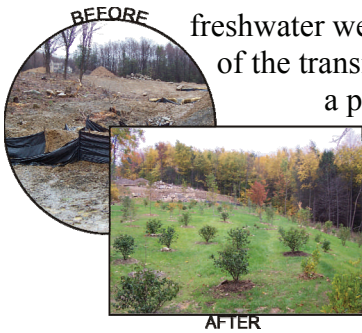 BEFORE
freshwater we
of the trans
a p
AFTER